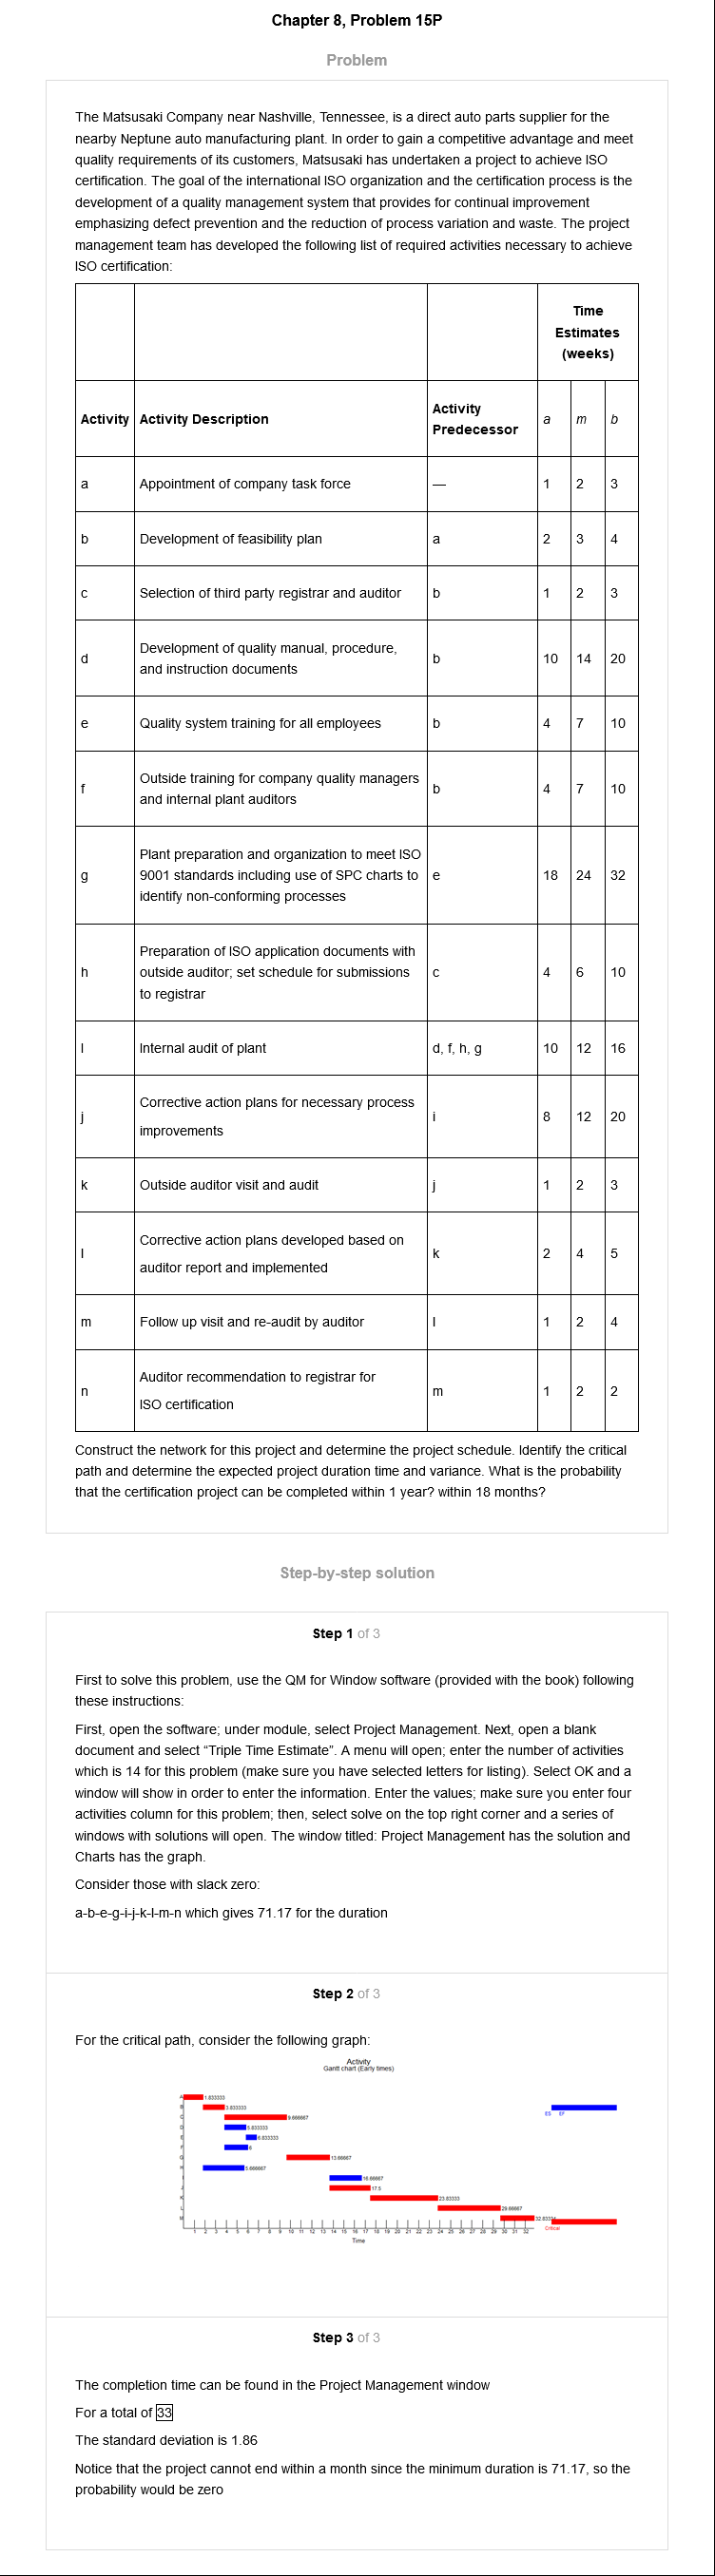 Chapter 8, Problem 15P
Problem
The Matsusaki Company near Nashville, Tennessee, is a direct auto parts supplier for the
nearby Neptune auto manufacturing plant. In order to gain a competitive advantage and meet
quality requirements of its customers, Matsusaki has undertaken a project to achieve ISO
certification. The goal of the international ISO organization and the certification process is the
development of a quality management system that provides for continual improvement
emphasizing defect prevention and the reduction of process variation and waste. The project
management team has developed the following list of required activities necessary to achieve
ISO certification:
Time
Estimates
(weeks)
Activity Activity Description Activity Predecessor a m b
a Appointment of company task force — 1 2 3
b Development of feasibility plan a 2 3 4
c Selection of third party registrar and auditor b 1 2 3
d Development of quality manual, procedure,
and instruction documents b 10 14 20
e Quality system training for all employees b 4 7 10
f Outside training for company quality managers
and internal plant auditors b 4 7 10
g Plant preparation and organization to meet ISO
9001 standards including use of SPC charts to
identify non-conforming processes e 18 24 32
h Preparation of ISO application documents with
outside auditor; set schedule for submissions
to registrar c 4 6 10
I Internal audit of plant d, f, h, g 10 12 16
j Corrective action plans for necessary process
improvements i 8 12 20
k Outside auditor visit and audit j 1 2 3
l Corrective action plans developed based on
auditor report and implemented k 2 4 5
m Follow up visit and re-audit by auditor l 1 2 4
n Auditor recommendation to registrar for
ISO certification m 1 2 2
Construct the network for this project and determine the project schedule. Identify the critical
path and determine the expected project duration time and variance. What is the probability
that the certification project can be completed within 1 year? within 18 months?
Step-by-step solution
Step 1 of 3
First to solve this problem, use the QM for Window software (provided with the book) following
these instructions:
First, open the software; under module, select Project Management. Next, open a blank
document and select “Triple Time Estimate”. A menu will open; enter the number of activities
which is 14 for this problem (make sure you have selected letters for listing). Select OK and a
window will show in order to enter the information. Enter the values; make sure you enter four
activities column for this problem; then, select solve on the top right corner and a series of
windows with solutions will open. The window titled: Project Management has the solution and
Charts has the graph.
Consider those with slack zero:
a-b-e-g-i-j-k-l-m-n which gives 71.17 for the duration
Step 2 of 3
For the critical path, consider the following graph:
Activity
Gantt chart (Early times)
A 1.833333
B 3.833333
C 9.666667
D 5.833333
E 6.833333
F 6
G 13.66667
H 5.666667
I 16.66667
J 17.5
K 23.83333
L 29.66667
M
ES EF
Critical
1 2 3 4 5 6 7 8 9 10 11 12 13 14 15 16 17 18 19 20 21 22 23 24 25 26 27 28 29 30 31 32
Time
Step 3 of 3
The completion time can be found in the Project Management window
For a total of 33
The standard deviation is 1.86
Notice that the project cannot end within a month since the minimum duration is 71.17, so the
probability would be zero